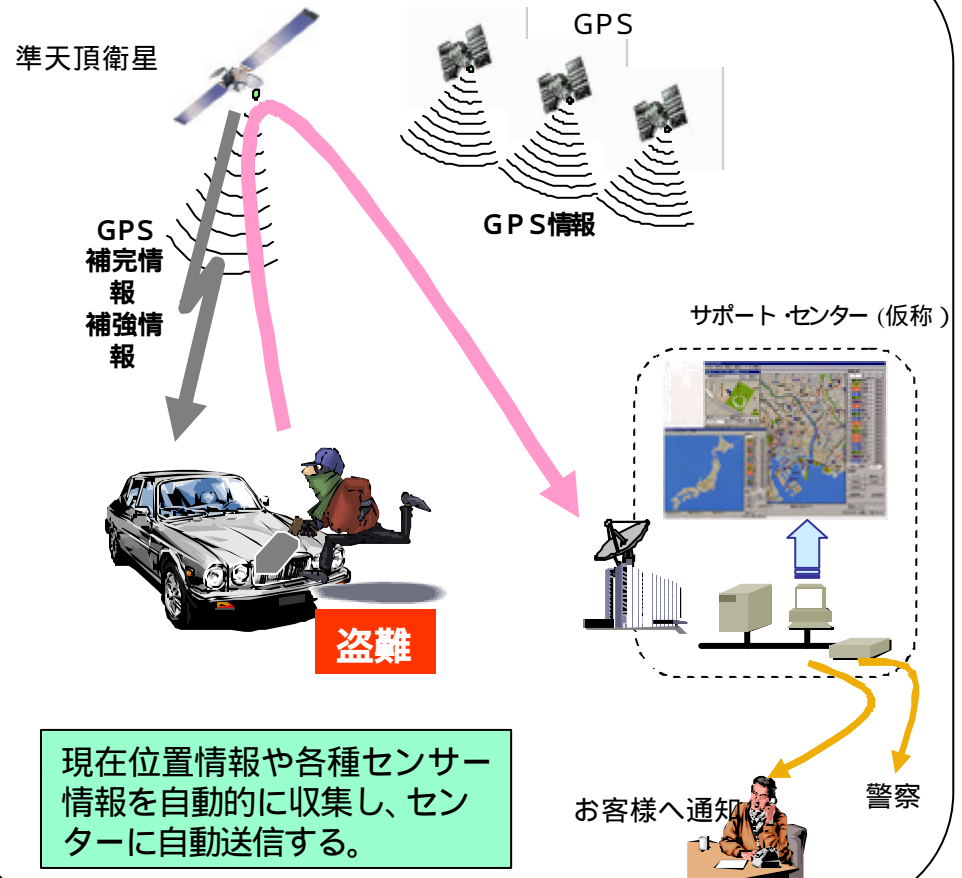 GPS
準天頂衛星
GPS
補完情
報
補強情
報
GPS情報
サポート・センター(仮称)
盗難
現在位置情報や各種センサー
情報を自動的に収集し、セン
ターに自動送信する。
お客様へ通知
警察